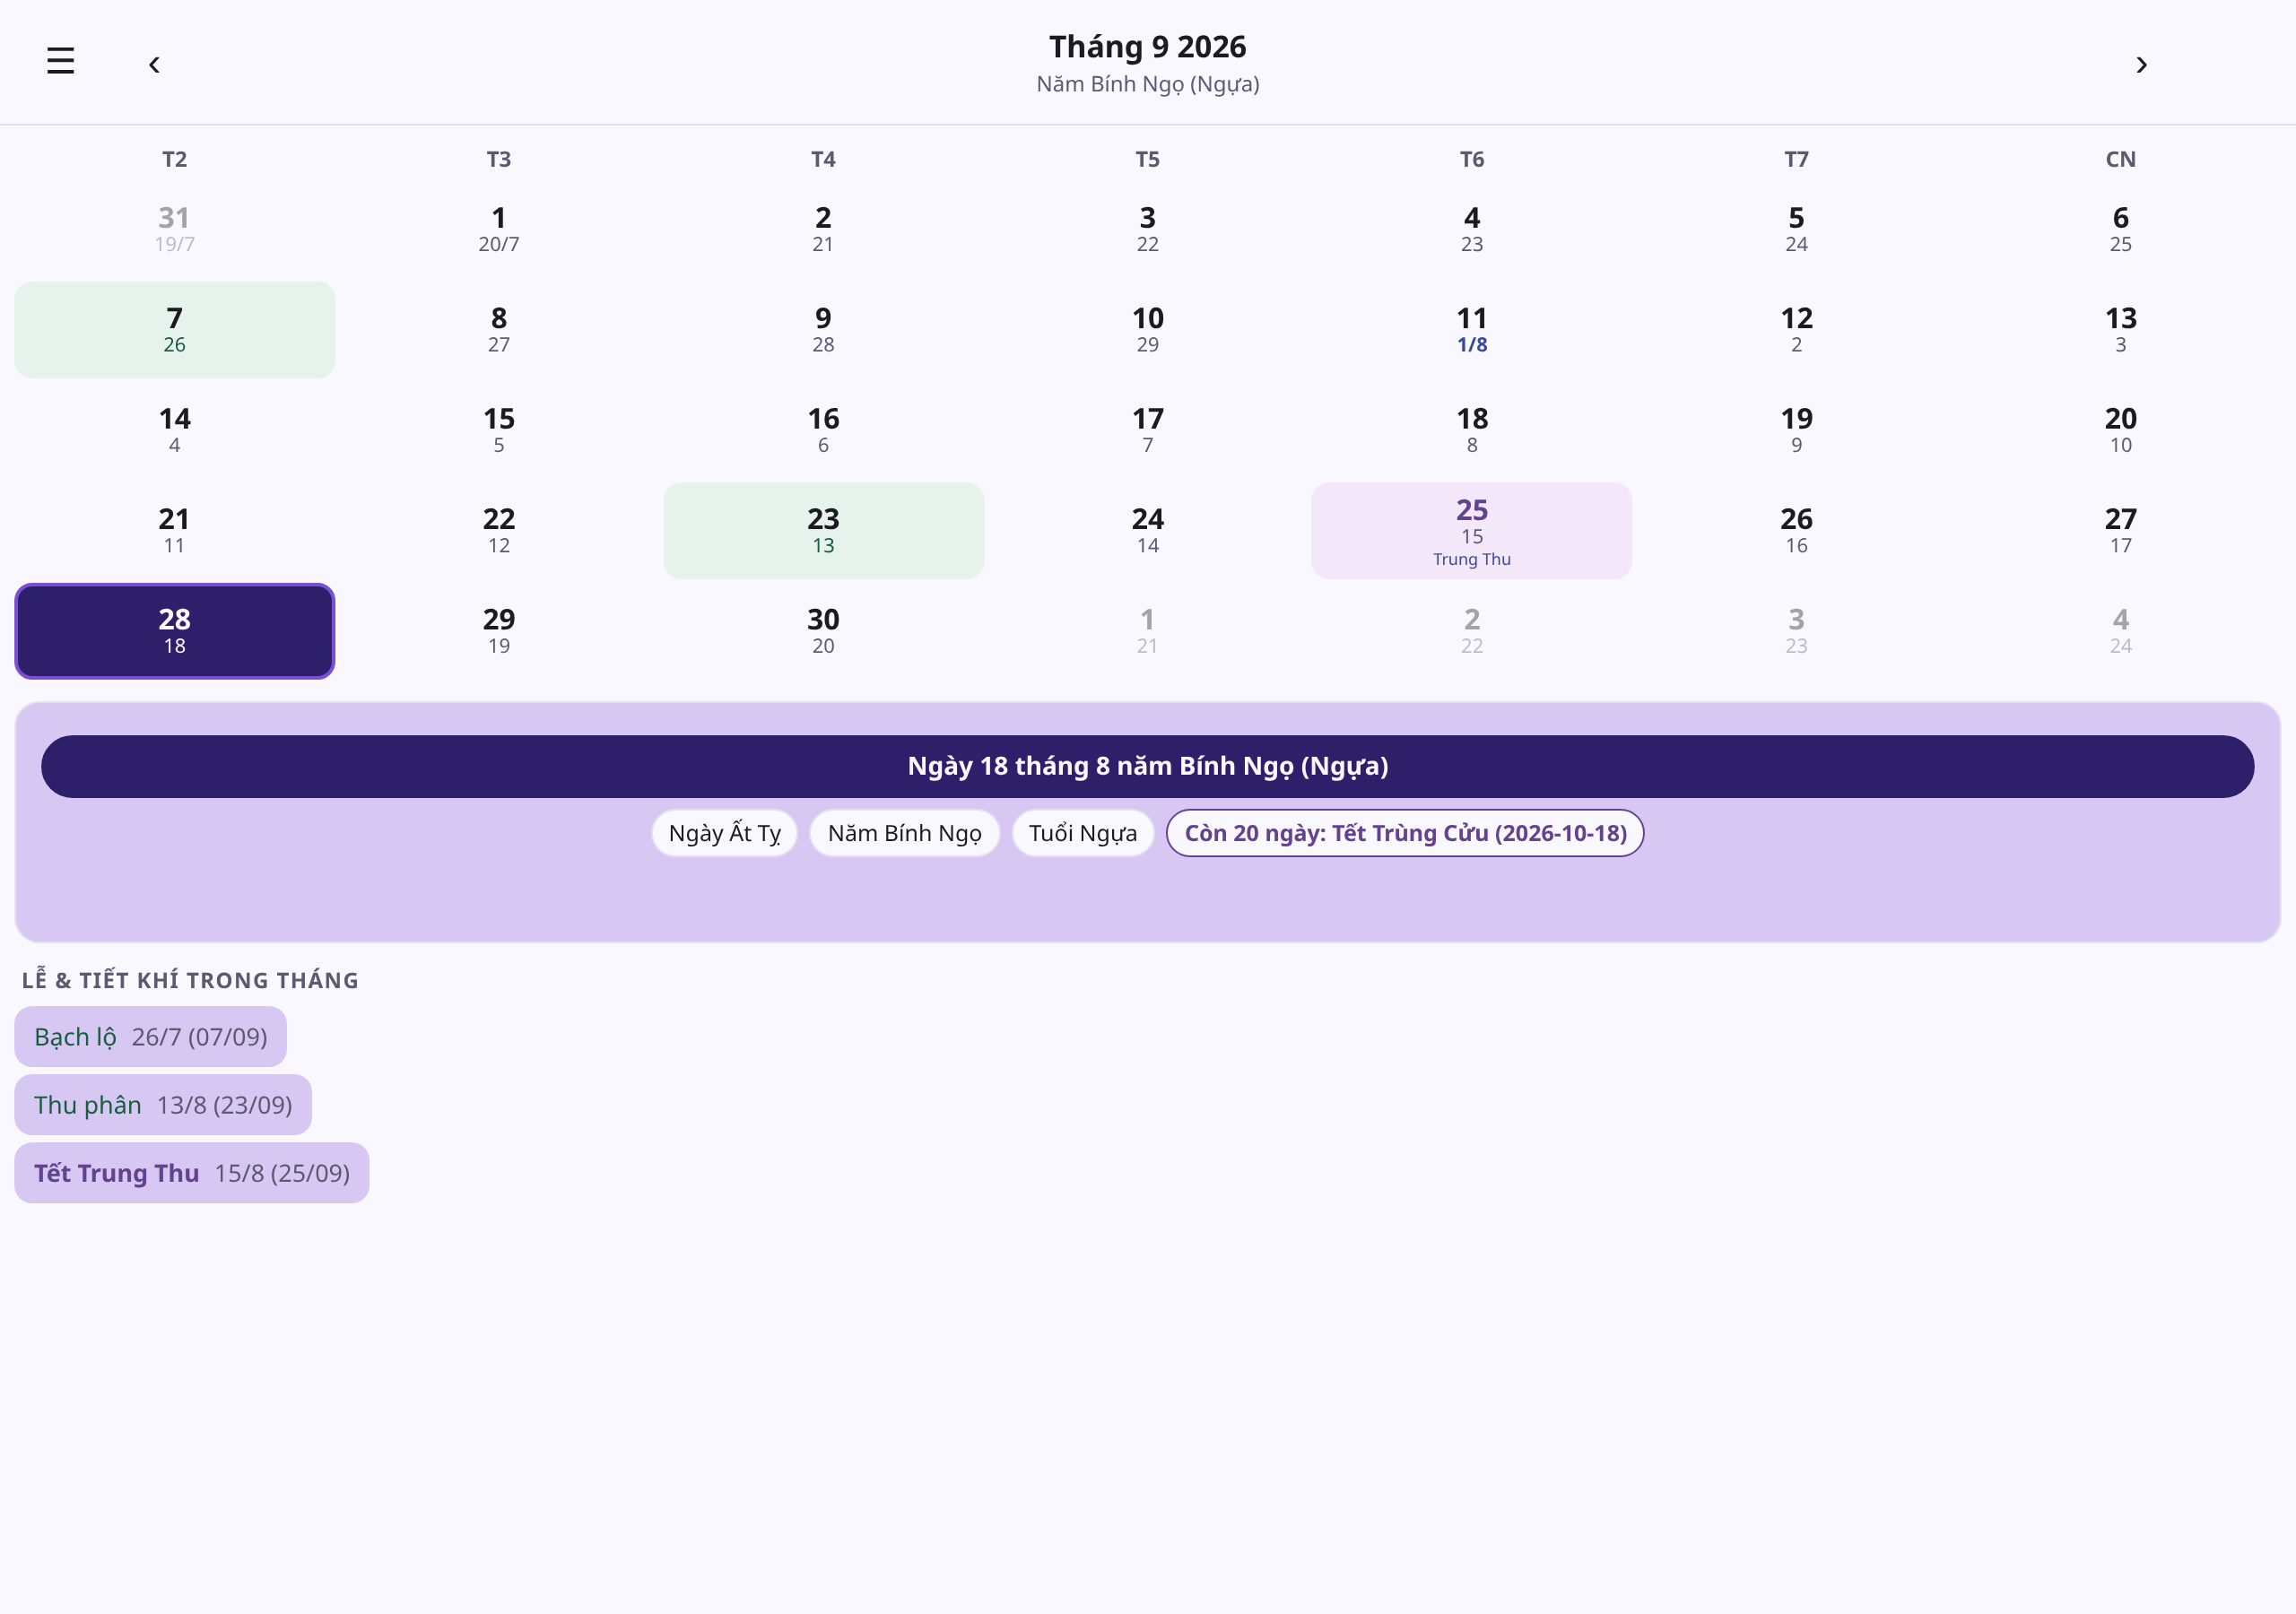 ☰ ‹ Tháng 9 2026 ›
Năm Bính Ngọ (Ngựa)
T2 T3 T4 T5 T6 T7 CN
31 1 2 3 4 5 6
19/7 20/7 21 22 23 24 25
7 8 9 10 11 12 13
26 27 28 29 1/8 2 3
14 15 16 17 18 19 20
4 5 6 7 8 9 10
21 22 23 24 25 26 27
11 12 13 14 15 16 17
Trung Thu
28 29 30 1 2 3 4
18 19 20 21 22 23 24
Ngày 18 tháng 8 năm Bính Ngọ (Ngựa)
Ngày Ất Tỵ Năm Bính Ngọ Tuổi Ngựa Còn 20 ngày: Tết Trùng Cửu (2026-10-18)
LỄ & TIẾT KHÍ TRONG THÁNG
Bạch lộ 26/7 (07/09)
Thu phân 13/8 (23/09)
Tết Trung Thu 15/8 (25/09)